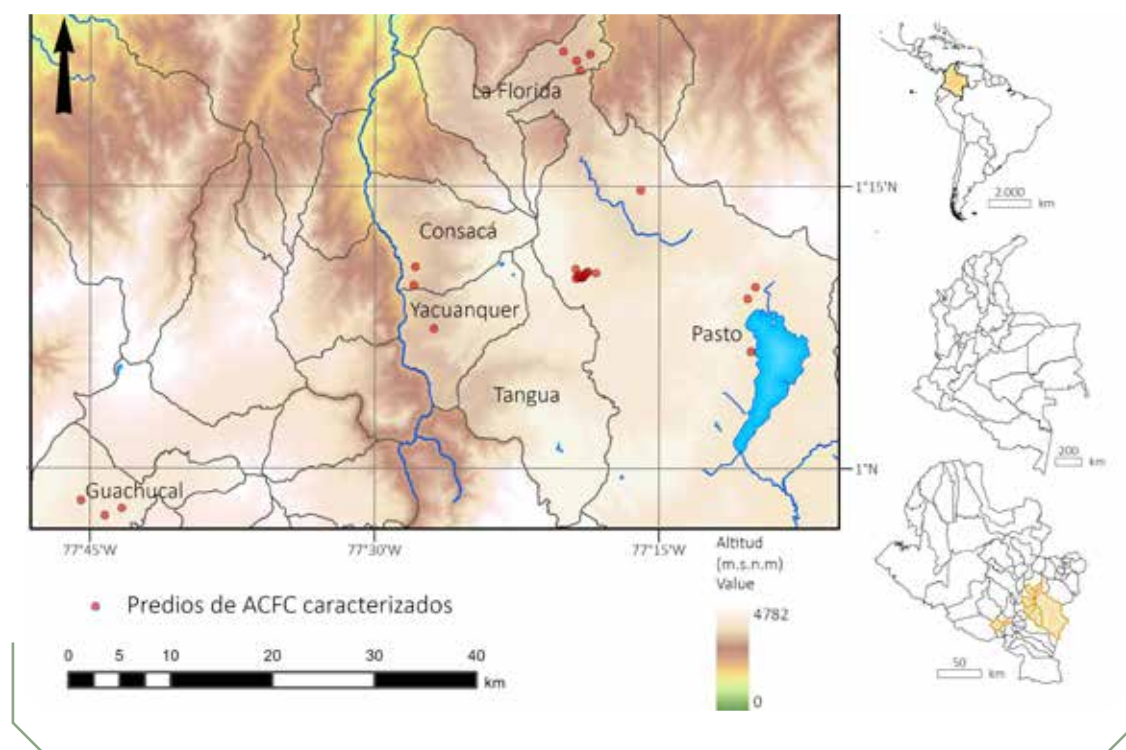 La Florida
1°15'N
Consacá
Yacuanquer
Pasto
Tangua
1°N
Guachucal
77°45'W
77°30'W
77°15'W
Predios de ACFC caracterizados
0 5 10 20 30 40
km
Altitud
(m.s.n.m)
Value
4782
0
2.000
km
200
km
50
km